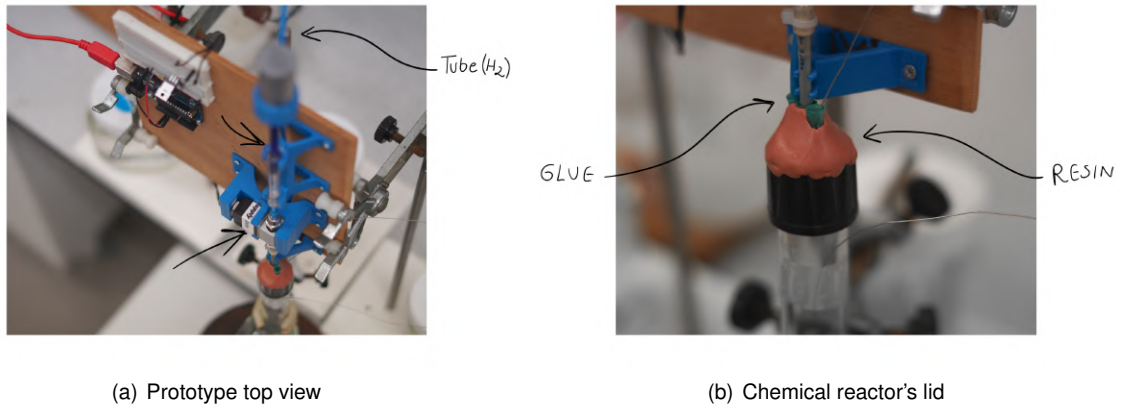 Tube (H₂)
GLUE
RESIN
(a) Prototype top view
(b) Chemical reactor's lid